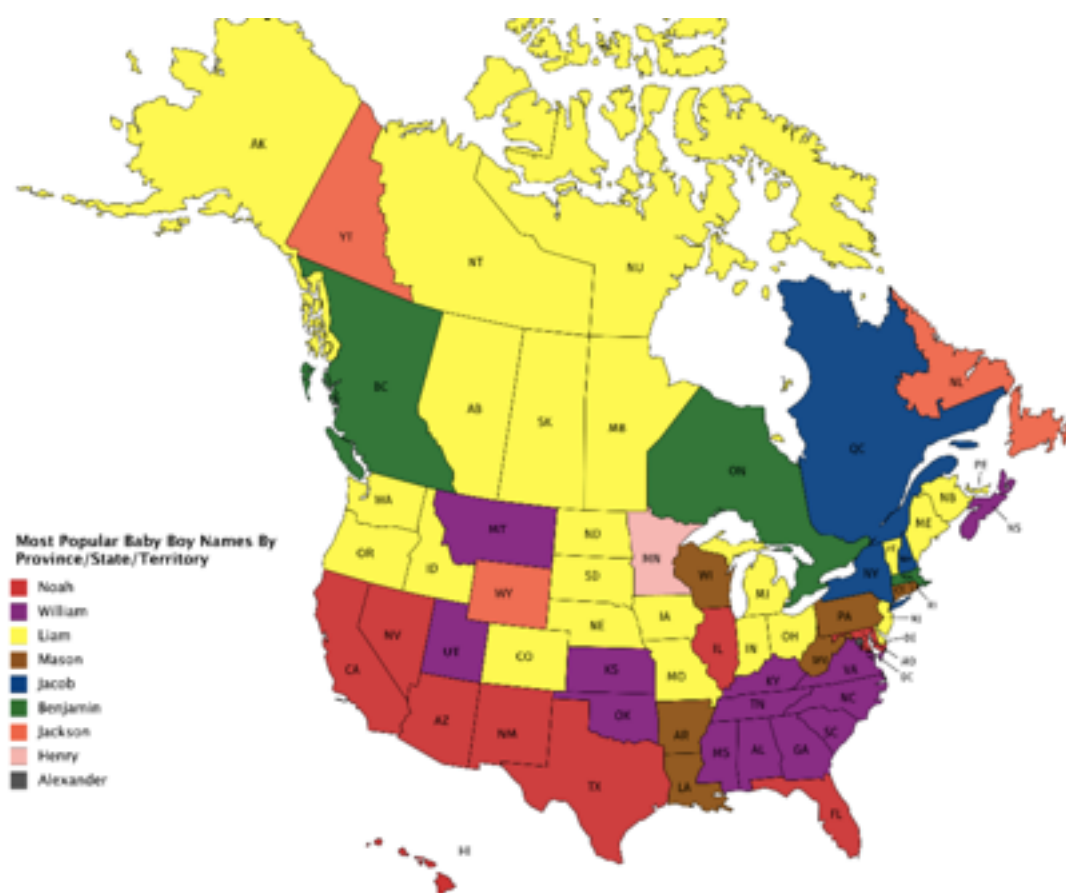 AK
YT
NT
NU
BC
AB
SK
MB
ON
QC
NL
PE
NB
NS
ME
WA
MT
ND
MN
OR
ID
SD
WI
WY
MI
NY
VT
RI
NE
IA
PA
NJ
NV
UT
CO
IL
IN
OH
DE
MD
DC
CA
KS
MO
WV
VA
KY
AZ
NM
OK
TN
NC
AR
SC
TX
MS
AL
GA
LA
FL
HI
Most Popular Baby Boy Names By
Province/State/Territory
Noah
William
Liam
Mason
Jacob
Benjamin
Jackson
Henry
Alexander